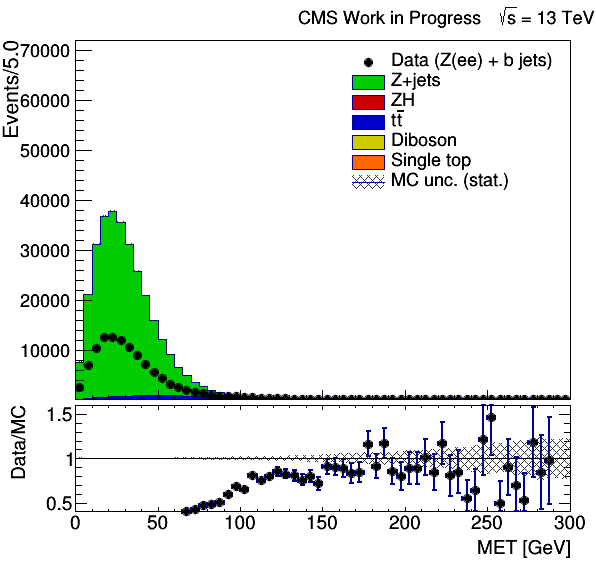 CMS Work in Progress √s = 13 TeV
Events/5.0
70000
60000
50000
40000
30000
20000
10000
Data (Z(ee) + b jets)
Z+jets
ZH
tt̅
Diboson
Single top
MC unc. (stat.)
Data/MC
1.5
1
0.5
0 50 100 150 200 250 300
MET [GeV]